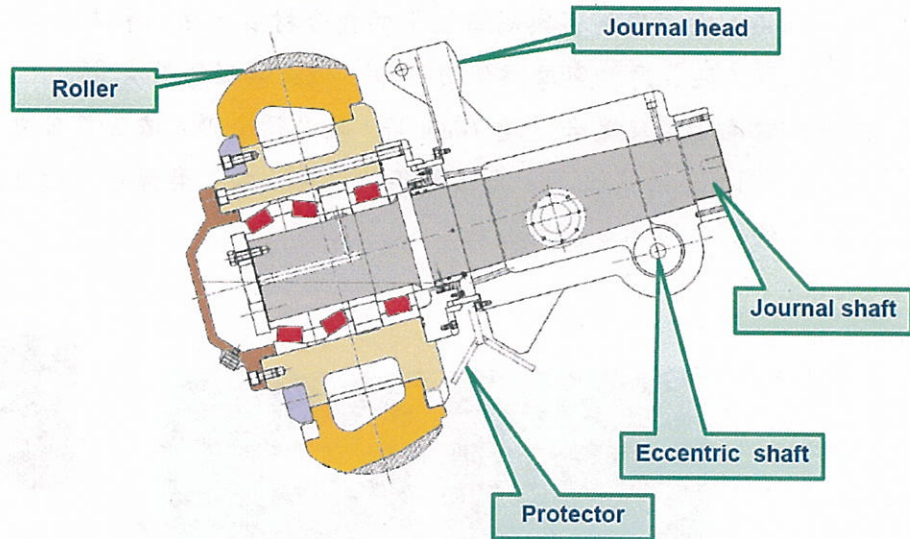 Journal head
Roller
Journal shaft
Eccentric shaft
Protector